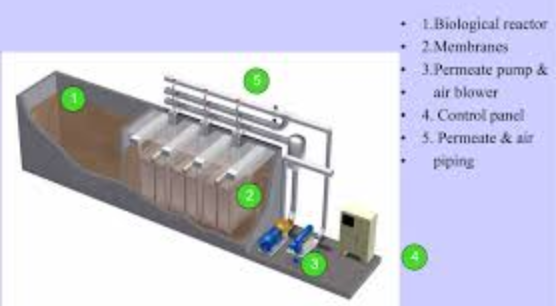 • 1.Biological reactor
• 2.Membranes
• 3.Permeate pump &
• air blower
• 4. Control panel
• 5. Permeate & air
• piping
5
1
2
3
4